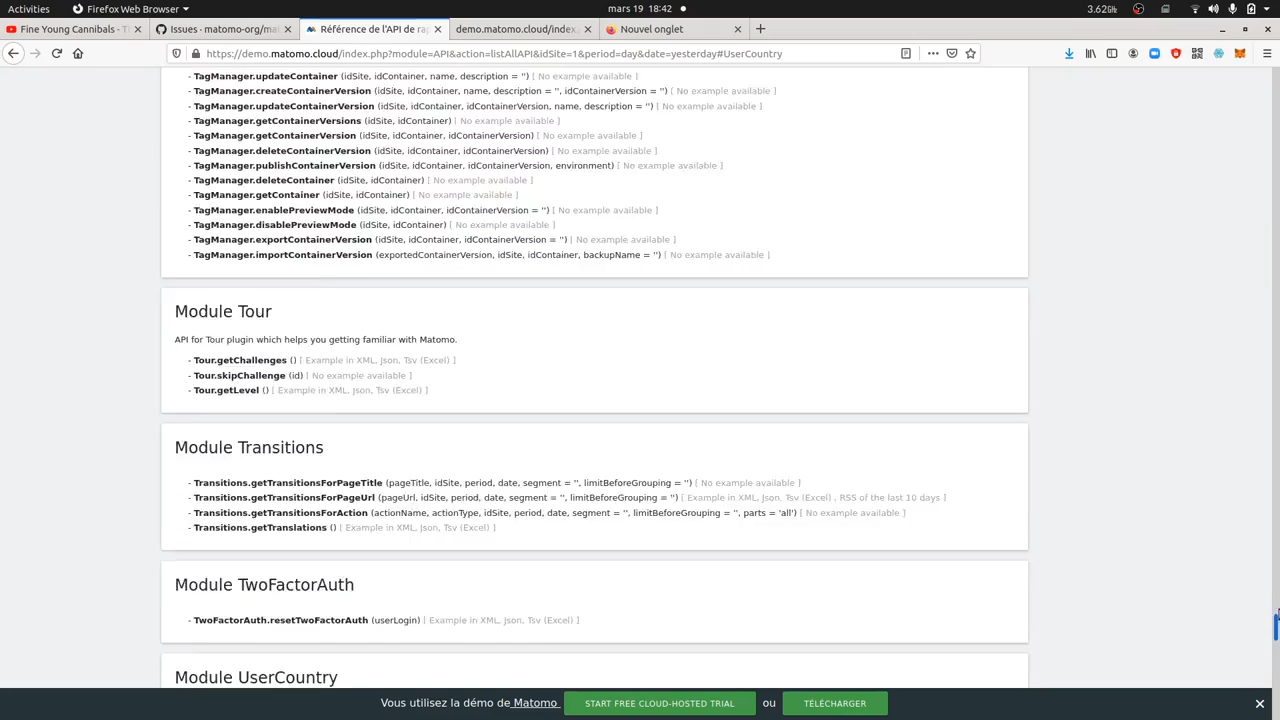 Activities
Firefox Web Browser
mars 19 18:42
3.62GHz
Fine Young Cannibals - Th
Issues · matomo-org/mat
Référence de l'API de rap
demo.matomo.cloud/index.
Nouvel onglet
https://demo.matomo.cloud/index.php?module=API&action=listAllAPI&idSite=1&period=day&date=yesterday#UserCountry
- TagManager.updateContainer (idSite, idContainer, name, description = '') [ No example available ]
- TagManager.createContainerVersion (idSite, idContainer, name, description = '', idContainerVersion = '') [ No example available ]
- TagManager.updateContainerVersion (idSite, idContainer, idContainerVersion, name, description = '') [ No example available ]
- TagManager.getContainerVersions (idSite, idContainer) [ No example available ]
- TagManager.getContainerVersion (idSite, idContainer, idContainerVersion) [ No example available ]
- TagManager.deleteContainerVersion (idSite, idContainer, idContainerVersion) [ No example available ]
- TagManager.publishContainerVersion (idSite, idContainer, idContainerVersion, environment) [ No example available ]
- TagManager.deleteContainer (idSite, idContainer) [ No example available ]
- TagManager.getContainer (idSite, idContainer) [ No example available ]
- TagManager.enablePreviewMode (idSite, idContainer, idContainerVersion = '') [ No example available ]
- TagManager.disablePreviewMode (idSite, idContainer) [ No example available ]
- TagManager.exportContainerVersion (idSite, idContainer, idContainerVersion = '') [ No example available ]
- TagManager.importContainerVersion (exportedContainerVersion, idSite, idContainer, backupName = '') [ No example available ]
Module Tour
API for Tour plugin which helps you getting familiar with Matomo.
- Tour.getChallenges () [ Example in XML, Json, Tsv (Excel) ]
- Tour.skipChallenge (id) [ No example available ]
- Tour.getLevel () [ Example in XML, Json, Tsv (Excel) ]
Module Transitions
- Transitions.getTransitionsForPageTitle (pageTitle, idSite, period, date, segment = '', limitBeforeGrouping = '') [ No example available ]
- Transitions.getTransitionsForPageUrl (pageUrl, idSite, period, date, segment = '', limitBeforeGrouping = '') [ Example in XML, Json, Tsv (Excel) , RSS of the last 10 days ]
- Transitions.getTransitionsForAction (actionName, actionType, idSite, period, date, segment = '', limitBeforeGrouping = '', parts = 'all') [ No example available ]
- Transitions.getTranslations () [ Example in XML, Json, Tsv (Excel) ]
Module TwoFactorAuth
- TwoFactorAuth.resetTwoFactorAuth (userLogin) [ Example in XML, Json, Tsv (Excel) ]
Module UserCountry
Vous utilisez la démo de Matomo START FREE CLOUD-HOSTED TRIAL ou TÉLÉCHARGER